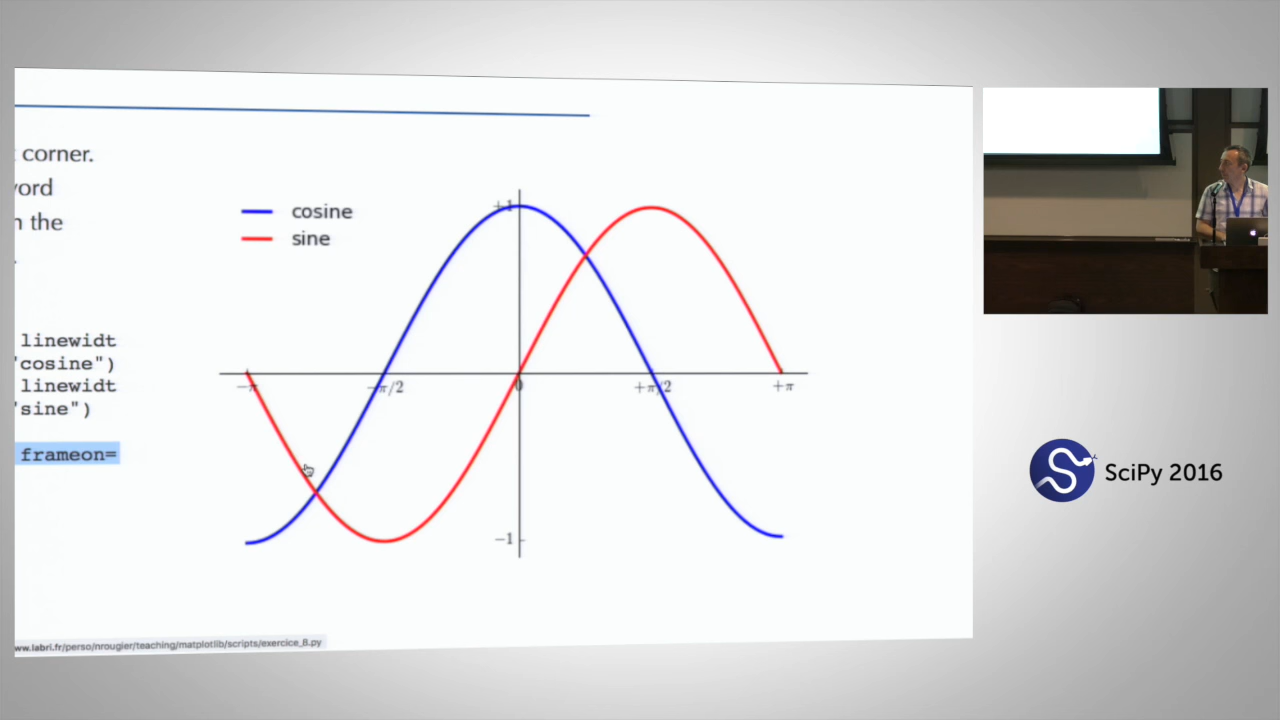 corner.
ord
the
linewidt
"cosine")
linewidt
"sine")
frameon=
cosine
sine
+1
−π
−π/2
0
+π/2
+π
−1
ww.labri.fr/perso/nrougier/teaching/matplotlib/scripts/exercice_8.py
SciPy 2016